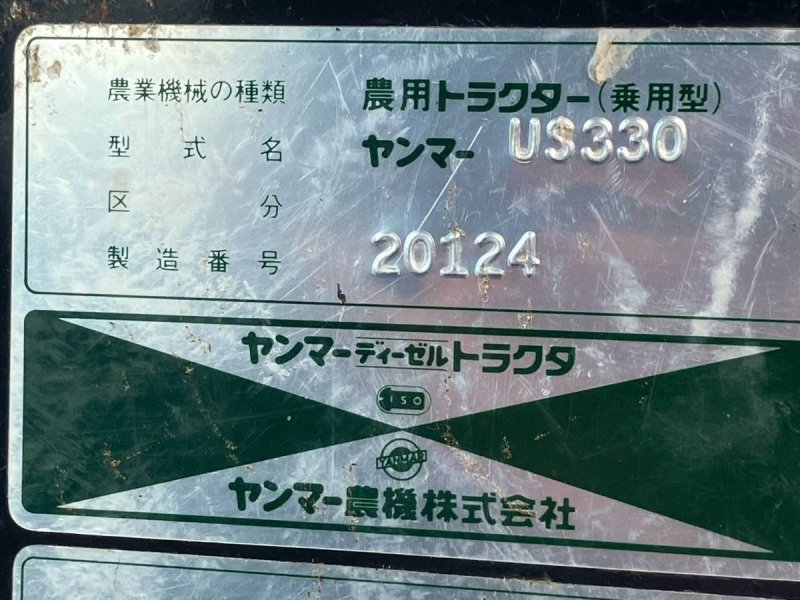 農業機械の種類 農用トラクター(乗用型)
型式名 ヤンマー US330
区分
製造番号 20124
ヤンマーディーゼルトラクタ
ISO
YANMAR
ヤンマー農機株式会社